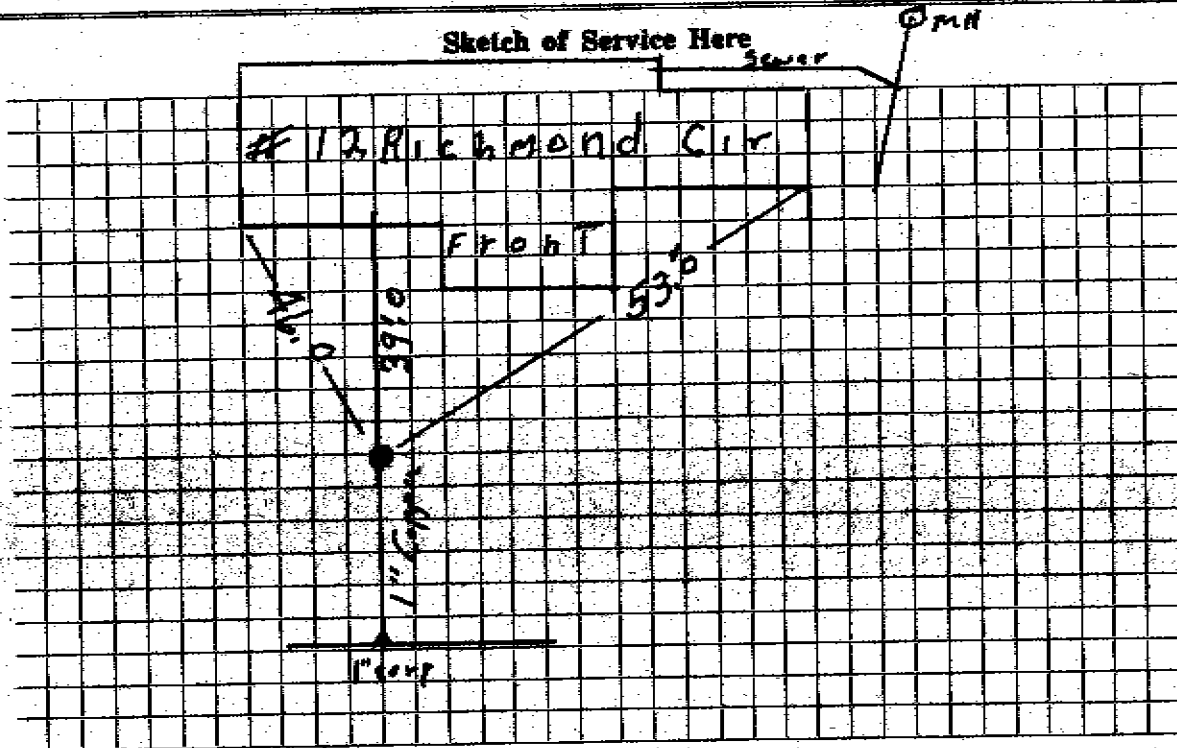 MH
Sketch of Service Here
Sewer
# 12 Richmond Cir
Front
53.'0
46.'0
39'.0
1" Copper
1" corp